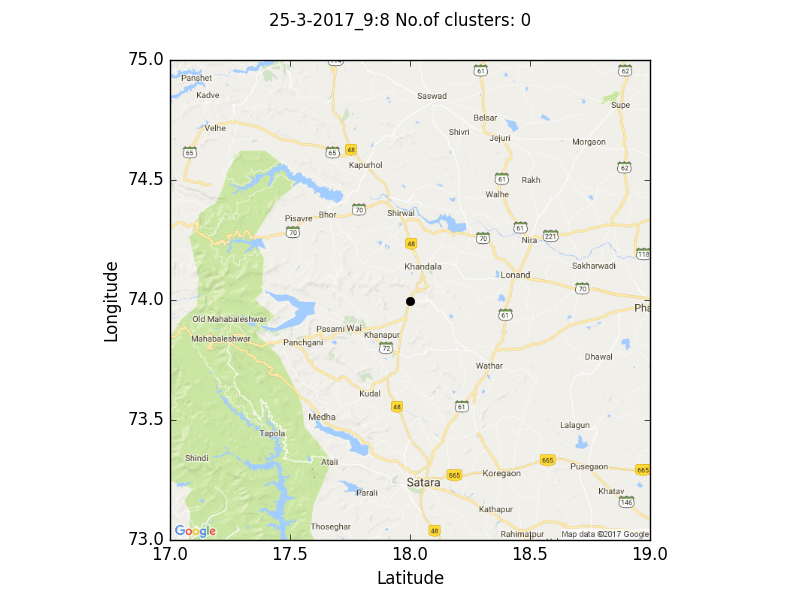 25-3-2017_9:8 No.of clusters: 0
75.0
74.5
74.0
73.5
73.0
17.0
17.5
18.0
18.5
19.0
Longitude
Latitude
114
61
62
Panshet
Kadve
Saswad
Supe
Belsar
Velhe
Shivri
Jejuri
Morgaon
65
65
48
Kapurhol
62
61
Rakh
Walhe
Pisavre
Bhor
70
Shirwal
70
61
221
70
Nira
48
118
Khandala
Sakharwadi
Lonand
70
Old Mahabaleshwar
61
Pha
Mahabaleshwar
Pasarni
Wai
Panchgani
Khanapur
72
Dhawal
Wathar
Kudal
48
61
Medha
Lalagun
Tapola
Shindi
Atali
665
Pusegaon
665
Koregaon
665
Satara
Parali
Khatav
146
Kathapur
Thoseghar
48
Rahimatpur
Google
Map data ©2017 Google